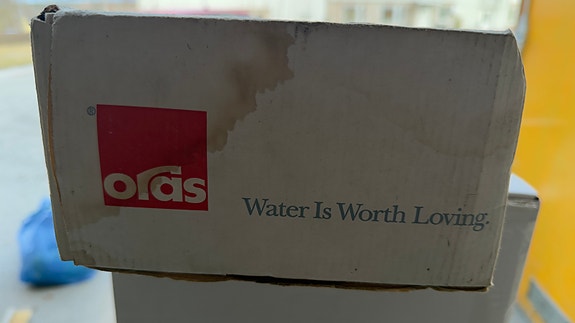 ®
oras
Water Is Worth Loving.